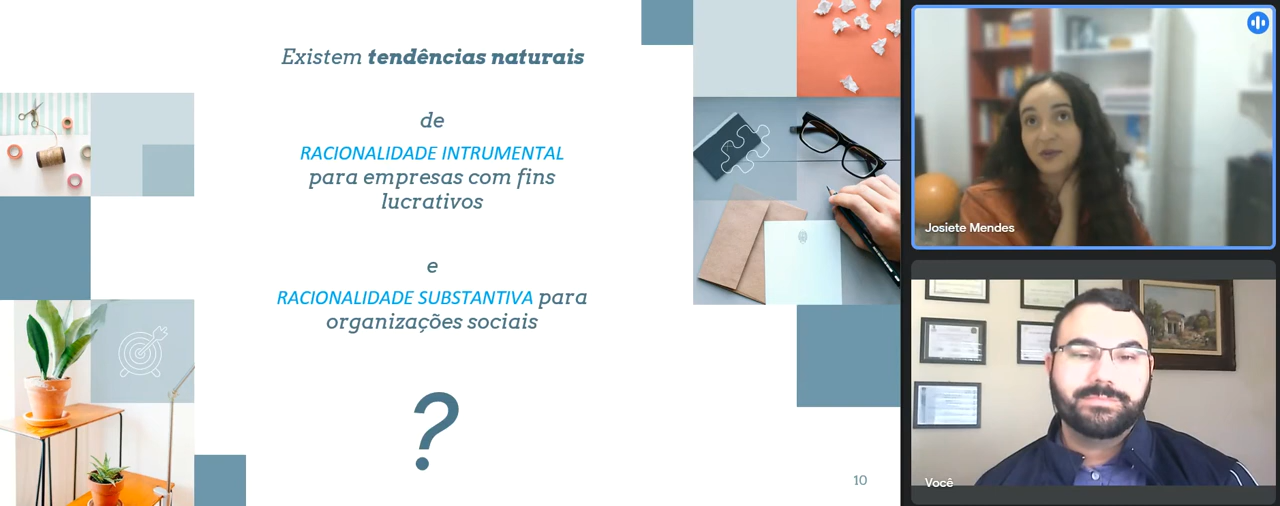 Existem tendências naturais
de
RACIONALIDADE INTRUMENTAL
para empresas com fins
lucrativos
e
RACIONALIDADE SUBSTANTIVA para
organizações sociais
?
10
Josiete Mendes
Você